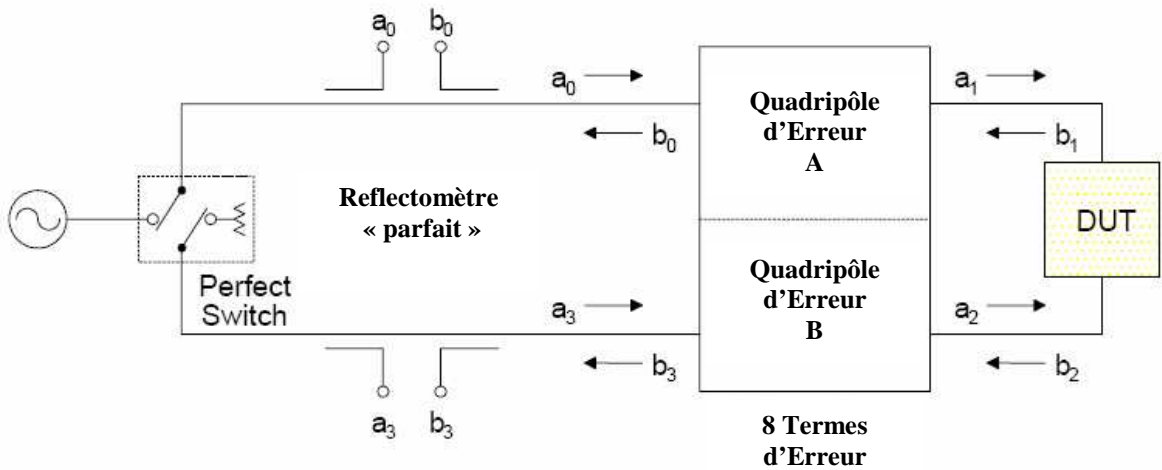 a₀ b₀
a₀
b₀
Quadripôle
d'Erreur
A
a₁
b₁
Reflectomètre
« parfait »
DUT
Perfect
Switch
Quadripôle
d'Erreur
B
a₃
b₃
a₂
b₂
a₃ b₃
8 Termes
d'Erreur